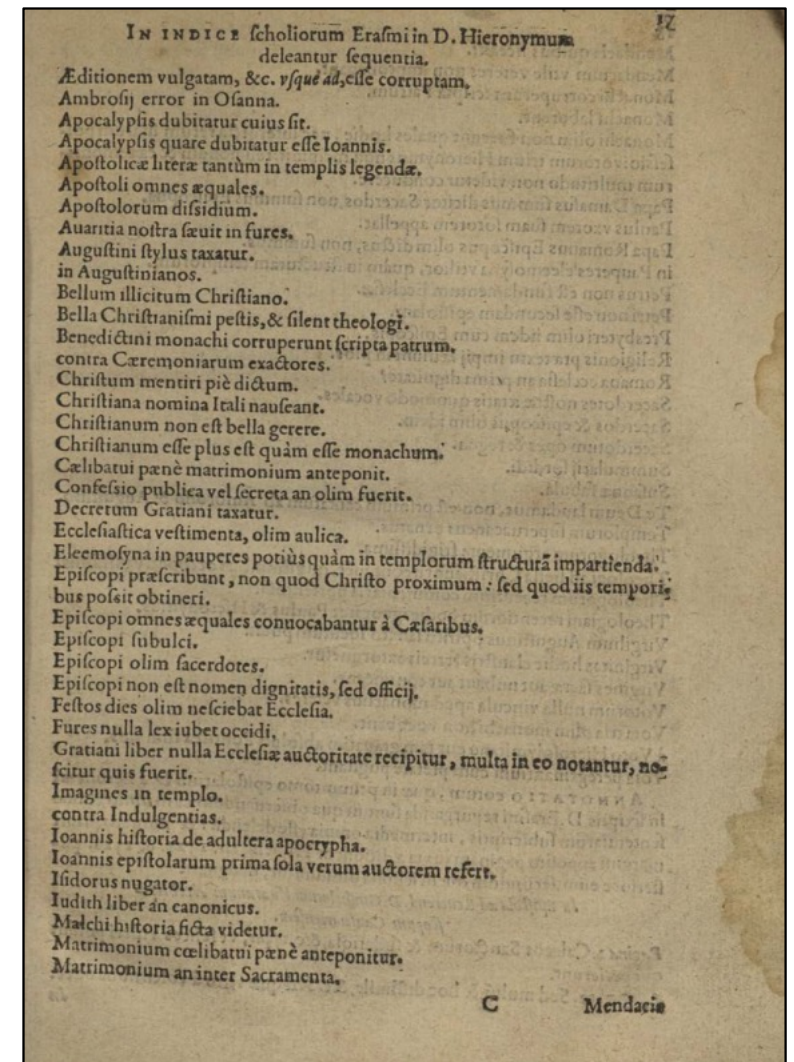 17
IN INDICE ſcholiorum Eraſmi in D. Hieronymum
deleantur ſequentia.
Æditionem vulgatam, &c. vſque ad, eſſe corruptam.
Ambroſij error in Oſanna.
Apocalypſis dubitatur cuius ſit.
Apocalypſis quare dubitatur eſſe Ioannis.
Apoſtolicæ literæ tantùm in templis legendæ.
Apoſtoli omnes æquales.
Apoſtolorum diſsidium.
Auaritia noſtra ſæuit in fures.
Auguſtini ſtylus taxatur.
in Auguſtinianos.
Bellum illicitum Chriſtiano.
Bella Chriſtianiſmi peſtis, & ſilent theologi.
Benedictini monachi corruperunt ſcripta patrum.
contra Cæremoniarum exactores.
Chriſtum mentiri piè dictum.
Chriſtiana nomina Itali nauſeant.
Chriſtianum non eſt bella gerere.
Chriſtianum eſſe plus eſt quàm eſſe monachum.
Cælibatui pænè matrimonium anteponit.
Confeſsio publica vel ſecreta an olim fuerit.
Decretum Gratiani taxatur.
Eccleſiaſtica veſtimenta, olim aulica.
Eleemoſyna in pauperes potiùs quàm in templorum ſtructurã impartienda.
Epiſcopi præſcribunt, non quod Chriſto proximum : ſed quod iis tempori-
bus poſsit obtineri.
Epiſcopi omnes æquales conuocabantur à Cæſaribus.
Epiſcopi ſubulci.
Epiſcopi olim ſacerdotes.
Epiſcopi non eſt nomen dignitatis, ſed officij.
Feſtos dies olim neſciebat Eccleſia.
Fures nulla lex iubet occidi.
Gratiani liber nulla Eccleſiæ auctoritate recipitur, multa in eo notantur, no-
ſcitur quis fuerit.
Imagines in templo.
contra Indulgentias.
Ioannis hiſtoria de adultera apocrypha.
Ioannis epiſtolarum prima ſola verum auctorem refert.
Iſidorus nugator.
Iudith liber an canonicus.
Malchi hiſtoria ficta videtur.
Matrimonium cœlibatui pænè anteponitur.
Matrimonium an inter Sacramenta.
C Mendacia